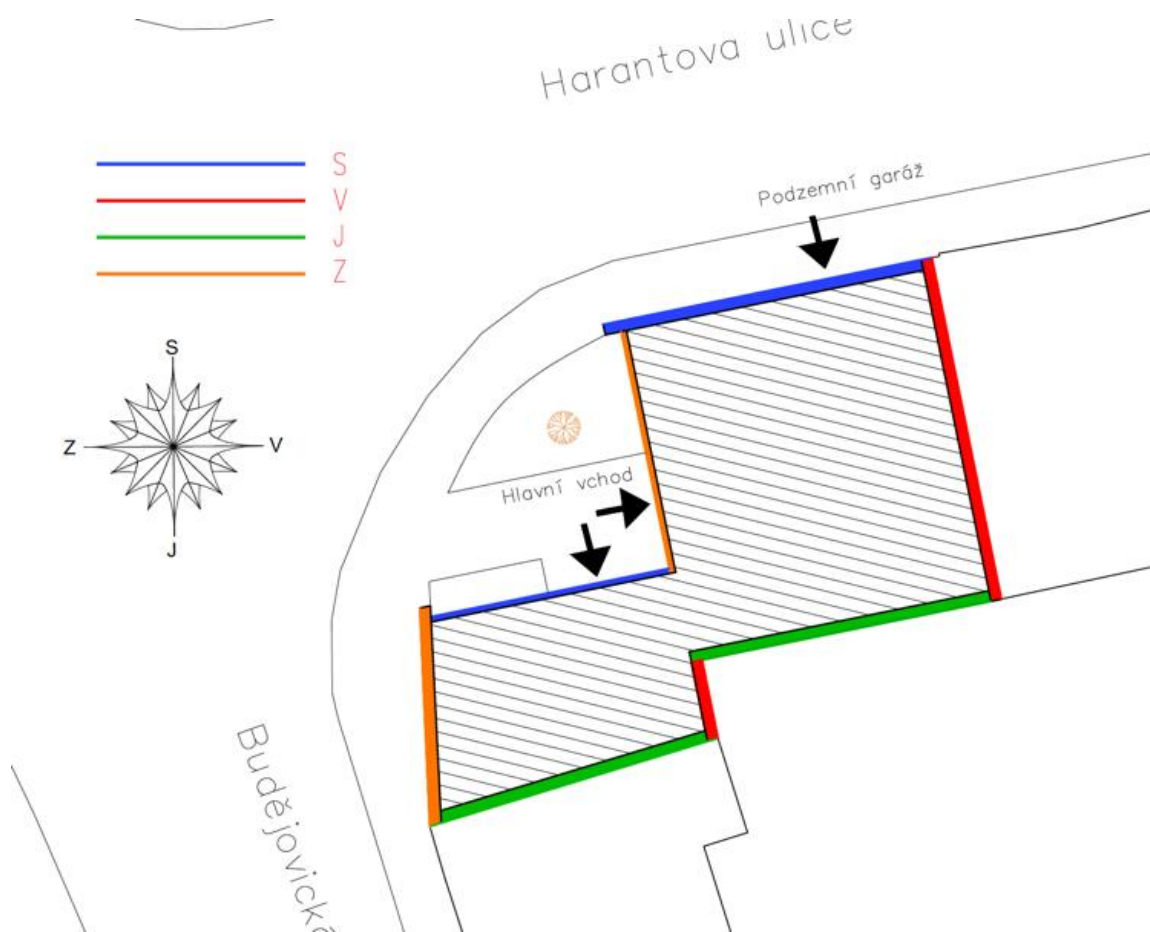 Harantova ulice
S
V
J
Z
Podzemní garáž
S
Z
V
J
Hlavní vchod
Budějovická